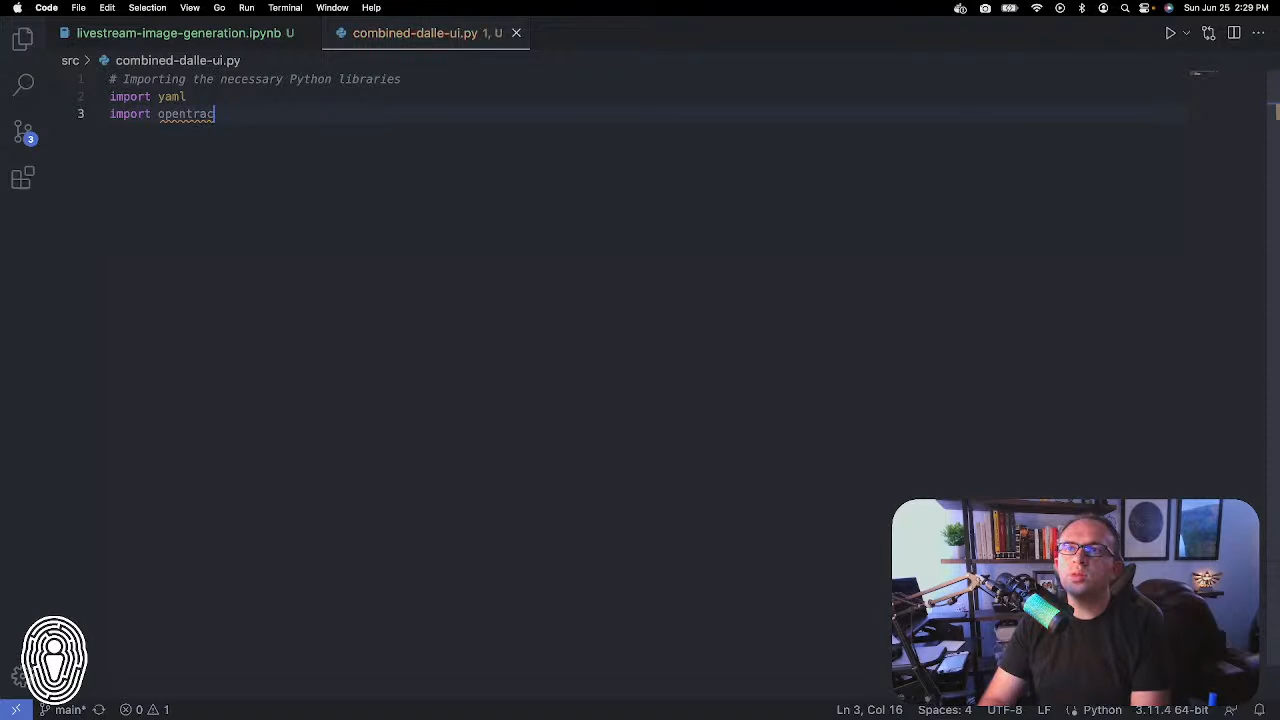 Code File Edit Selection View Go Run Terminal Window Help Sun Jun 25 2:29 PM
livestream-image-generation.ipynb U combined-dalle-ui.py 1, U
src > combined-dalle-ui.py
1 # Importing the necessary Python libraries
2 import yaml
3 import opentrac
3
main* 0 1 Ln 3, Col 16 Spaces: 4 UTF-8 LF Python 3.11.4 64-bit